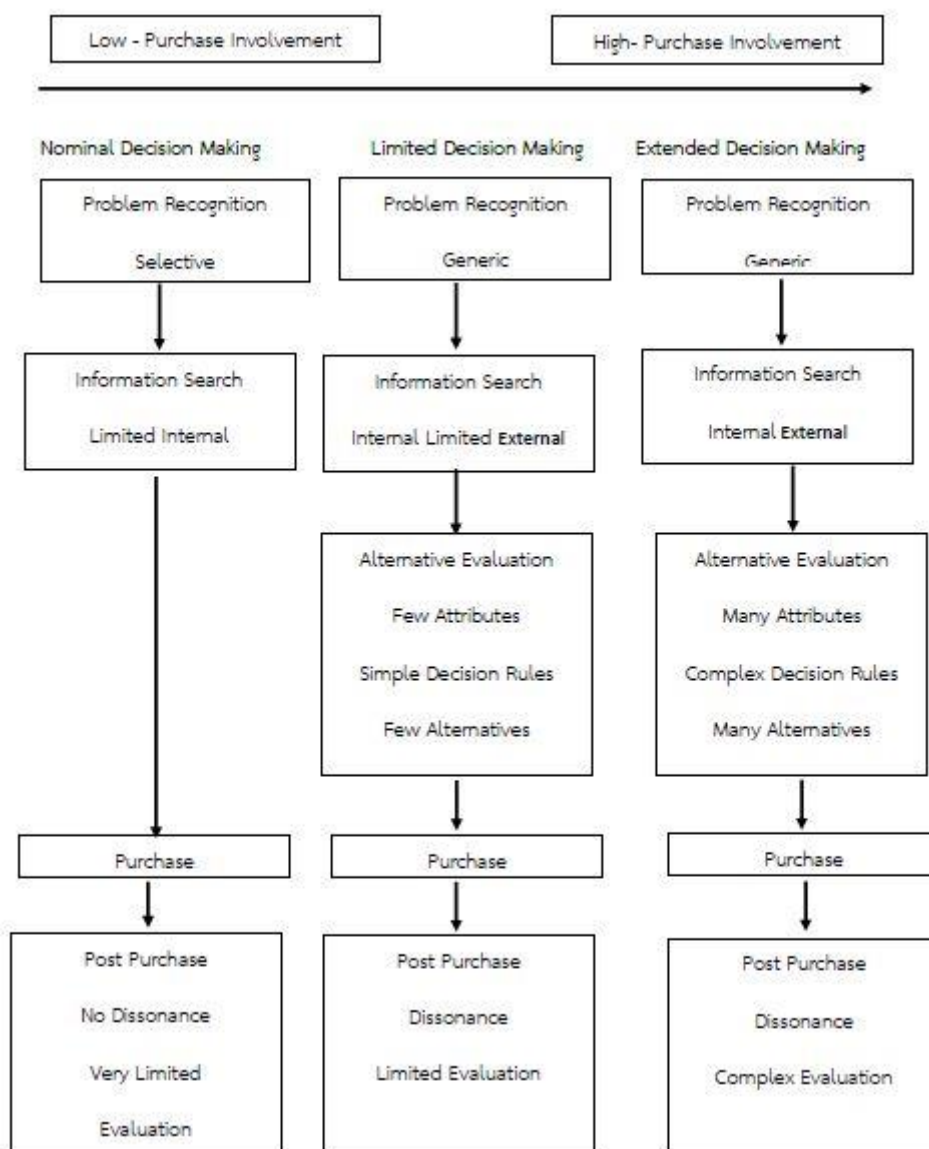 Low - Purchase Involvement
High- Purchase Involvement
Nominal Decision Making
Limited Decision Making
Extended Decision Making
Problem Recognition
Selective
Problem Recognition
Generic
Problem Recognition
Generic
Information Search
Limited Internal
Information Search
Internal Limited External
Information Search
Internal External
Alternative Evaluation
Few Attributes
Simple Decision Rules
Few Alternatives
Alternative Evaluation
Many Attributes
Complex Decision Rules
Many Alternatives
Purchase
Purchase
Purchase
Post Purchase
No Dissonance
Very Limited
Evaluation
Post Purchase
Dissonance
Limited Evaluation
Post Purchase
Dissonance
Complex Evaluation